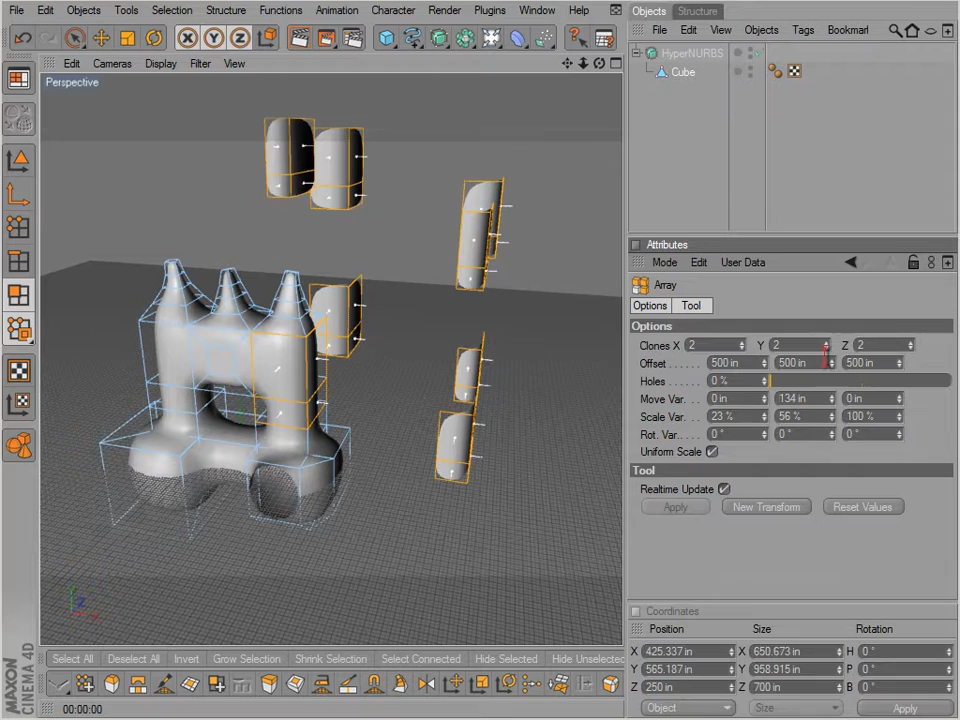 File Edit Objects Tools Selection Structure Functions Animation Character Render Plugins Window Help
Objects Structure
File Edit View Objects Tags Bookmar
Edit Cameras Display Filter View
Perspective
HyperNURBS
Cube
Attributes
Mode Edit User Data
Array
Options Tool
Options
Clones X 2 Y 2 Z 2
Offset . . . . . . 500 in 500 in 500 in
Holes . . . . . . 0 %
Move Var. . . 0 in 134 in 0 in
Scale Var. . . 23 % 56 % 100 %
Rot. Var. . . . 0 ° 0 ° 0 °
Uniform Scale
Tool
Realtime Update
Apply New Transform Reset Values
Coordinates
Position Size Rotation
X 425.337 in X 650.673 in H 0 °
Y 565.187 in Y 958.915 in P 0 °
Z 250 in Z 700 in B 0 °
Object Size Apply
Select All Deselect All Invert Grow Selection Shrink Selection Select Connected Hide Selected Hide Unselected
00:00:00
MAXON
CINEMA 4D
Y
Z
X